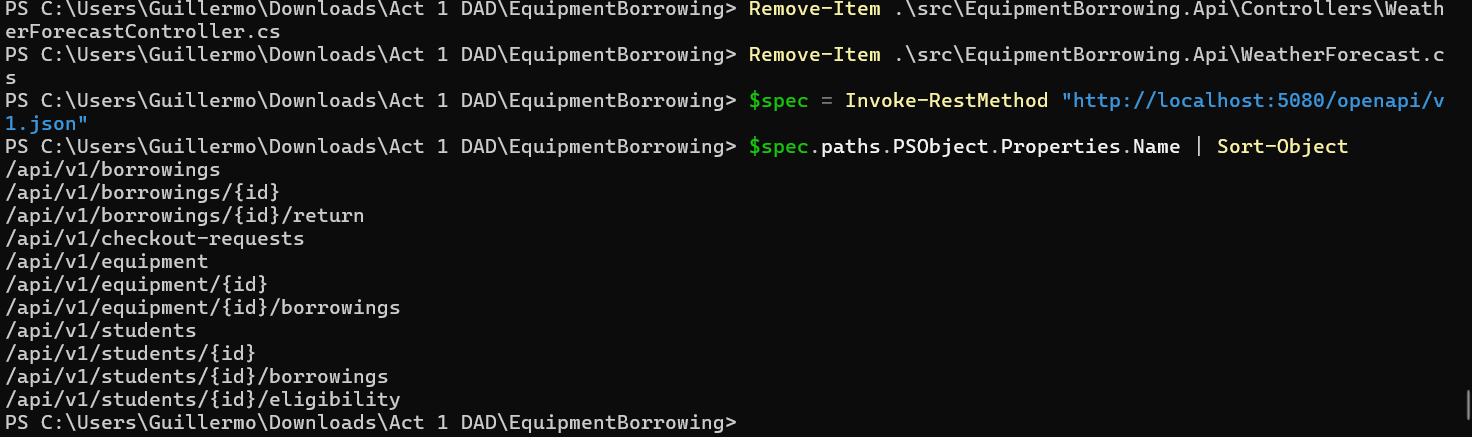 PS C:\Users\Guillermo\Downloads\Act 1 DAD\EquipmentBorrowing> Remove-Item .\src\EquipmentBorrowing.Api\Controllers\Weath
erForecastController.cs
PS C:\Users\Guillermo\Downloads\Act 1 DAD\EquipmentBorrowing> Remove-Item .\src\EquipmentBorrowing.Api\WeatherForecast.c
s
PS C:\Users\Guillermo\Downloads\Act 1 DAD\EquipmentBorrowing> $spec = Invoke-RestMethod "http://localhost:5080/openapi/v
1.json"
PS C:\Users\Guillermo\Downloads\Act 1 DAD\EquipmentBorrowing> $spec.paths.PSObject.Properties.Name | Sort-Object
/api/v1/borrowings
/api/v1/borrowings/{id}
/api/v1/borrowings/{id}/return
/api/v1/checkout-requests
/api/v1/equipment
/api/v1/equipment/{id}
/api/v1/equipment/{id}/borrowings
/api/v1/students
/api/v1/students/{id}
/api/v1/students/{id}/borrowings
/api/v1/students/{id}/eligibility
PS C:\Users\Guillermo\Downloads\Act 1 DAD\EquipmentBorrowing>